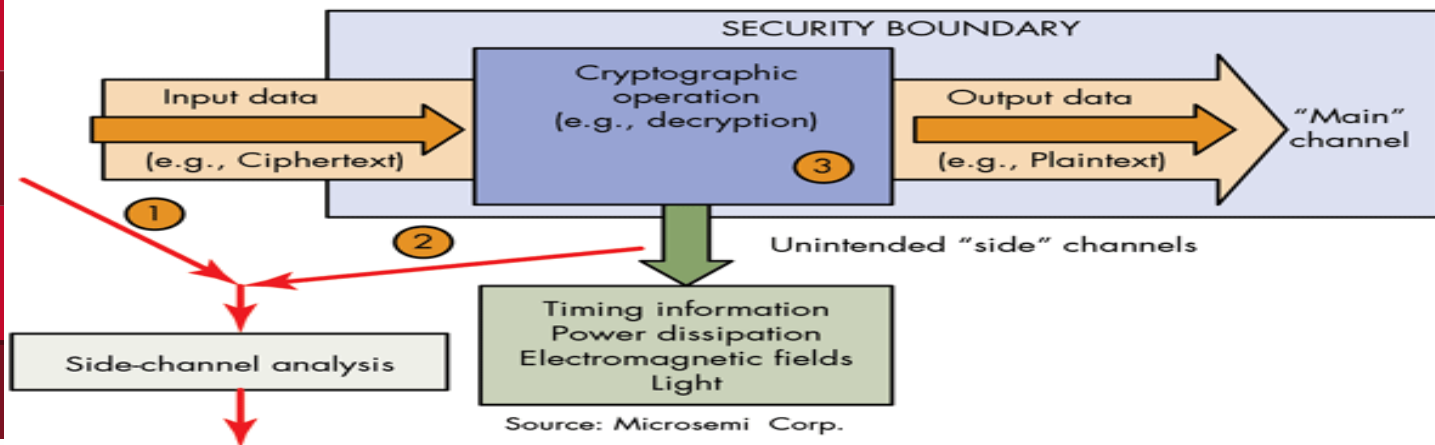 SECURITY BOUNDARY
Input data
(e.g., Ciphertext)
Cryptographic
operation
(e.g., decryption)
3
Output data
(e.g., Plaintext)
“Main”
channel
1
2
Unintended “side” channels
Timing information
Power dissipation
Electromagnetic fields
Light
Side-channel analysis
Source: Microsemi Corp.